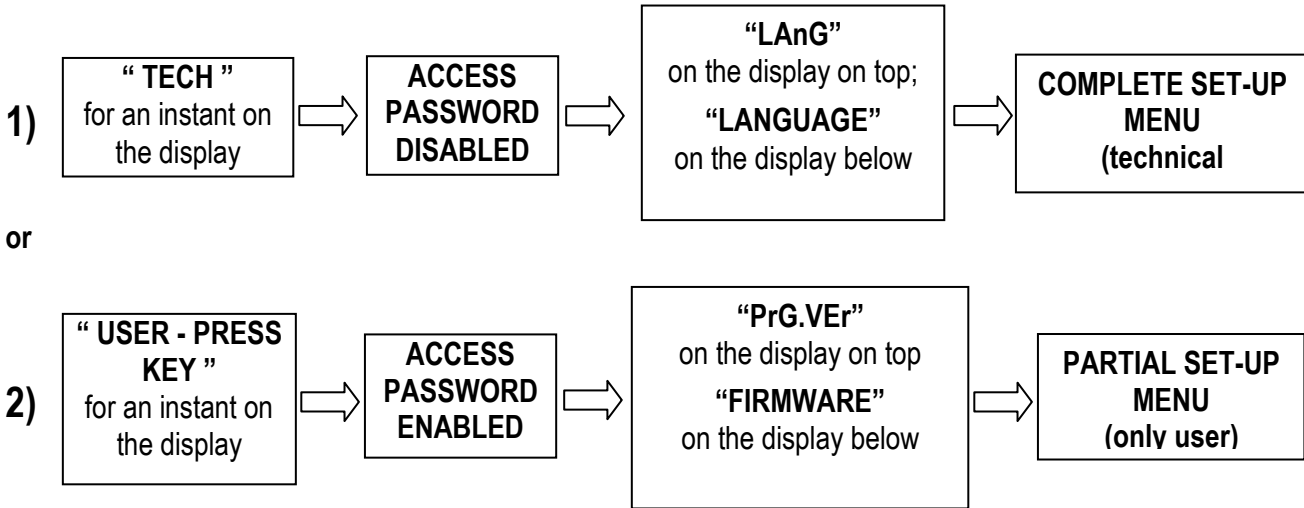 1)
“ TECH ”
for an instant on
the display
ACCESS
PASSWORD
DISABLED
“LAnG”
on the display on top;
“LANGUAGE”
on the display below
COMPLETE SET-UP
MENU
(technical
or
2)
“ USER - PRESS
KEY ”
for an instant on
the display
ACCESS
PASSWORD
ENABLED
“PrG.VEr”
on the display on top
“FIRMWARE”
on the display below
PARTIAL SET-UP
MENU
(only user)